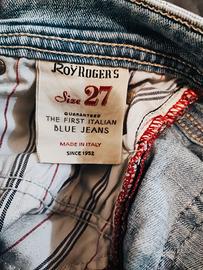 ROY ROGER'S
Size 27
GUARANTEED
THE FIRST ITALIAN
BLUE JEANS
MADE IN ITALY
SINCE 1952